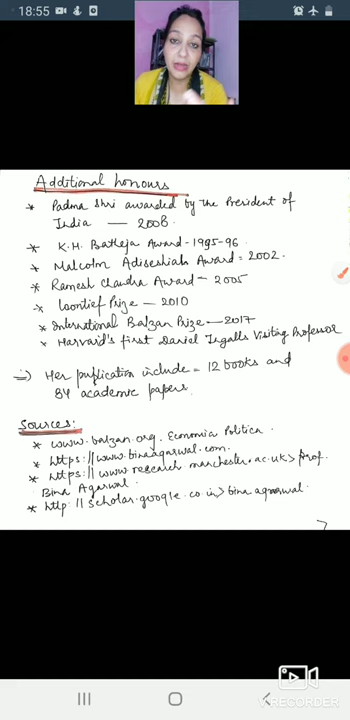 18:55
Additional honours
* Padma Shri awarded by the President of
India — 2008.
* K.H. Batheja Award - 1995-96.
* Malcolm Adiseshiah Award = 2002.
* Ramesh Chandra Award - 2005
* Leontief Prize — 2010
* International Balzan Prize — 2017
* Harvard's first Daniel Ingalls Visiting Professor
=) Her publication include = 12 books and
84 academic papers.
Sources:
* www.balzan.org. Economia Politica.
* https://www.binaagarwal.com.
* https://www research.manchester.ac.uk> Prof.
Bina Agarwal
* http://scholar.google.co.in> bina agarwal.
RECORDED WITH
VRECORDER